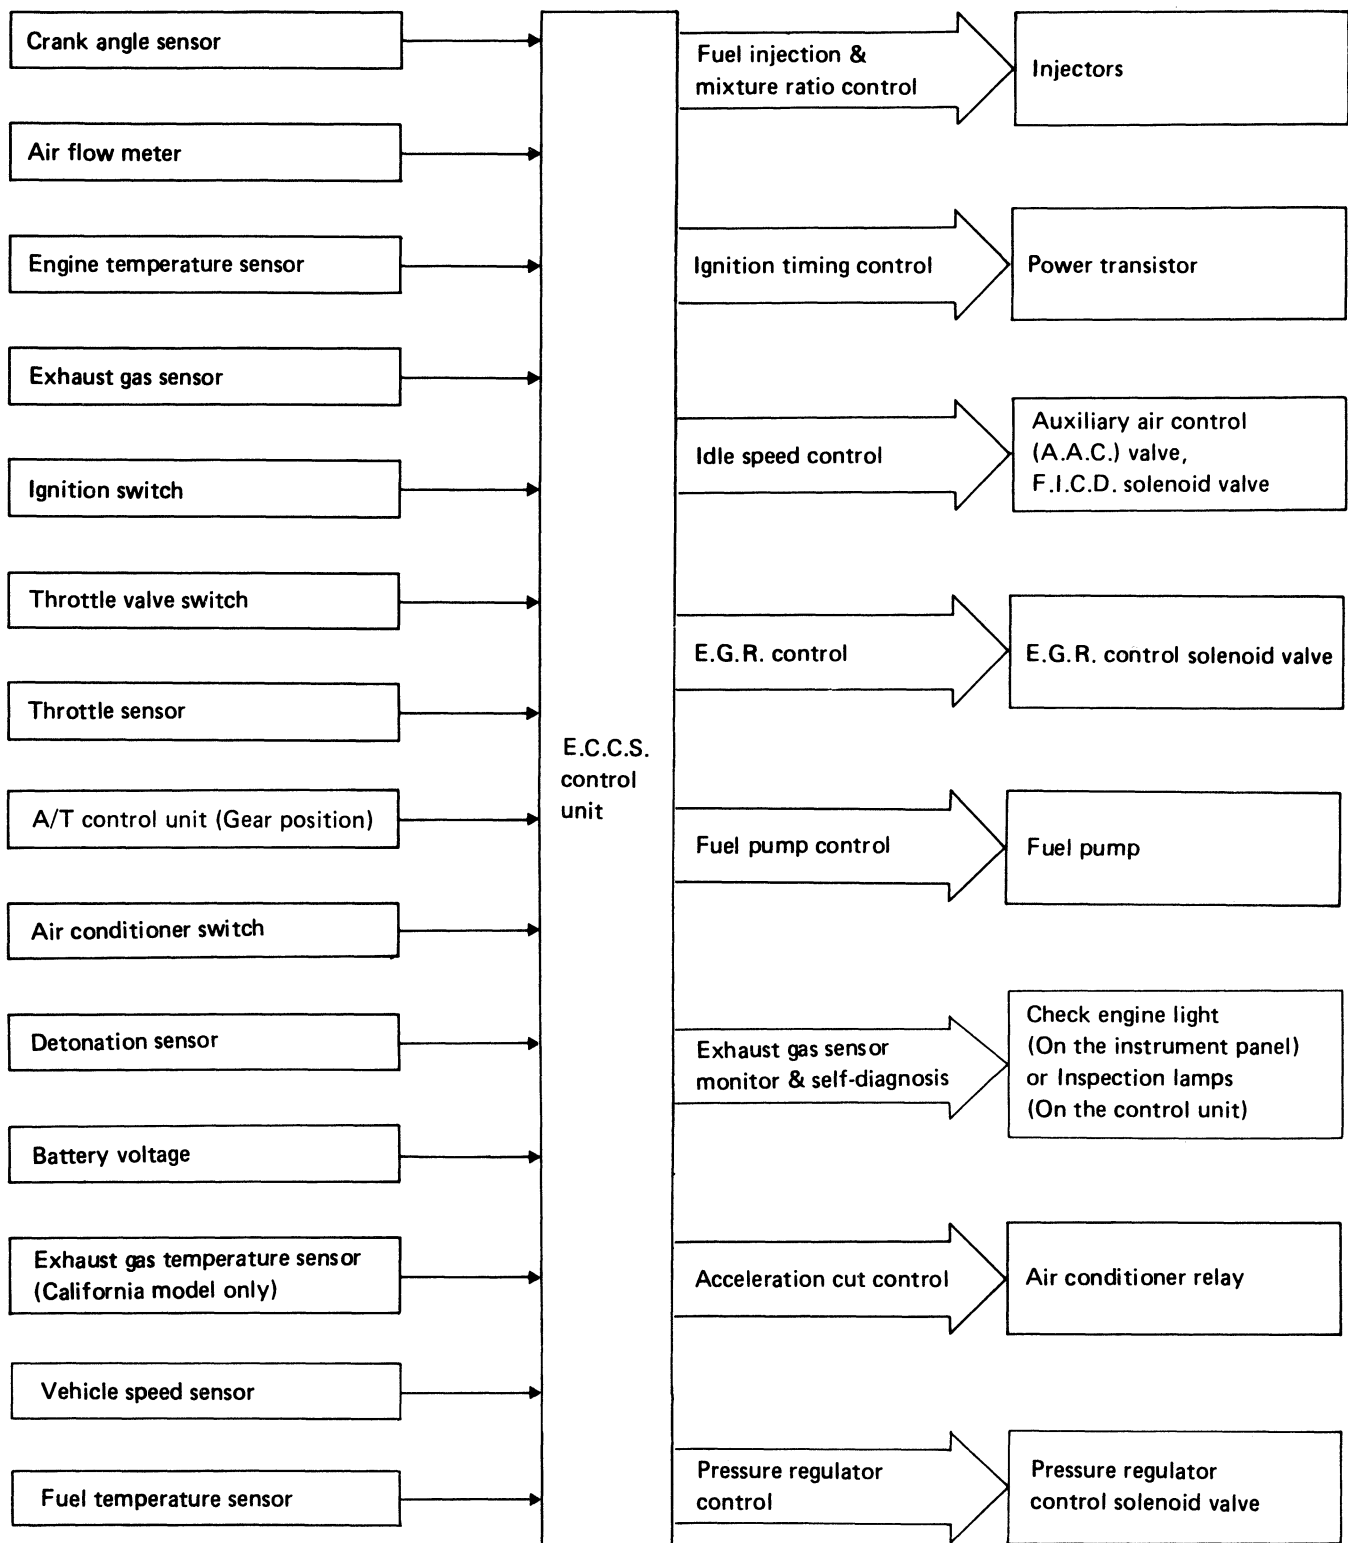 Crank angle sensor
Air flow meter
Engine temperature sensor
Exhaust gas sensor
Ignition switch
Throttle valve switch
Throttle sensor
A/T control unit (Gear position)
Air conditioner switch
Detonation sensor
Battery voltage
Exhaust gas temperature sensor
(California model only)
Vehicle speed sensor
Fuel temperature sensor
E.C.C.S.
control
unit
Fuel injection &
mixture ratio control
Injectors
Ignition timing control
Power transistor
Idle speed control
Auxiliary air control
(A.A.C.) valve,
F.I.C.D. solenoid valve
E.G.R. control
E.G.R. control solenoid valve
Fuel pump control
Fuel pump
Exhaust gas sensor
monitor & self-diagnosis
Check engine light
(On the instrument panel)
or Inspection lamps
(On the control unit)
Acceleration cut control
Air conditioner relay
Pressure regulator
control
Pressure regulator
control solenoid valve